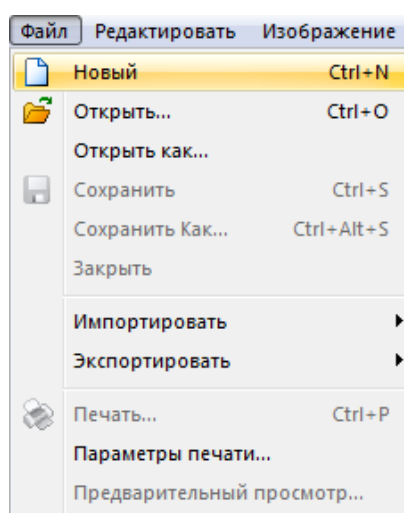 Файл Редактировать Изображение
Новый Ctrl+N
Открыть... Ctrl+O
Открыть как...
Сохранить Ctrl+S
Сохранить Как... Ctrl+Alt+S
Закрыть
Импортировать
Экспортировать
Печать... Ctrl+P
Параметры печати...
Предварительный просмотр...